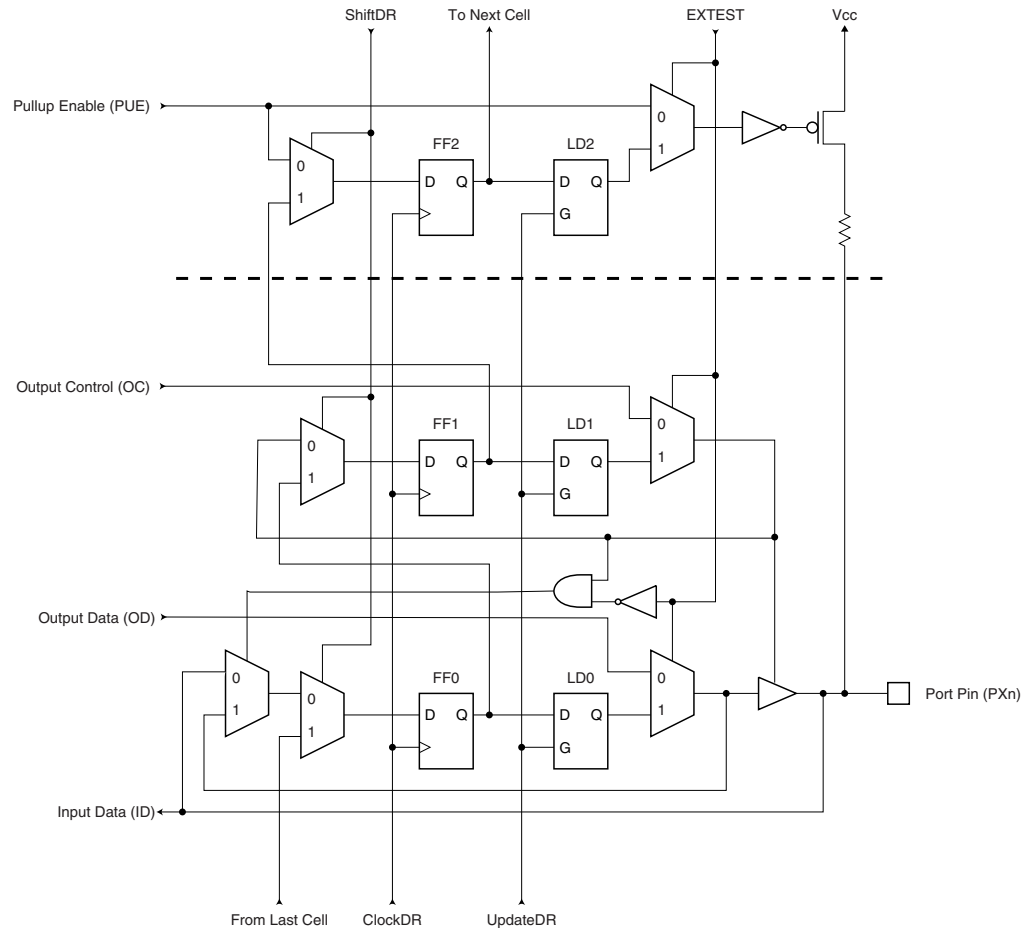 ShiftDR To Next Cell EXTEST Vcc
Pullup Enable (PUE)
0
1
FF2 LD2
0
1
D Q D Q
G
Output Control (OC)
0
1
FF1 LD1
0
1
D Q D Q
G
Output Data (OD)
0
1
0
1
FF0 LD0
0
1
D Q D Q
G
Port Pin (PXn)
Input Data (ID)
From Last Cell ClockDR UpdateDR